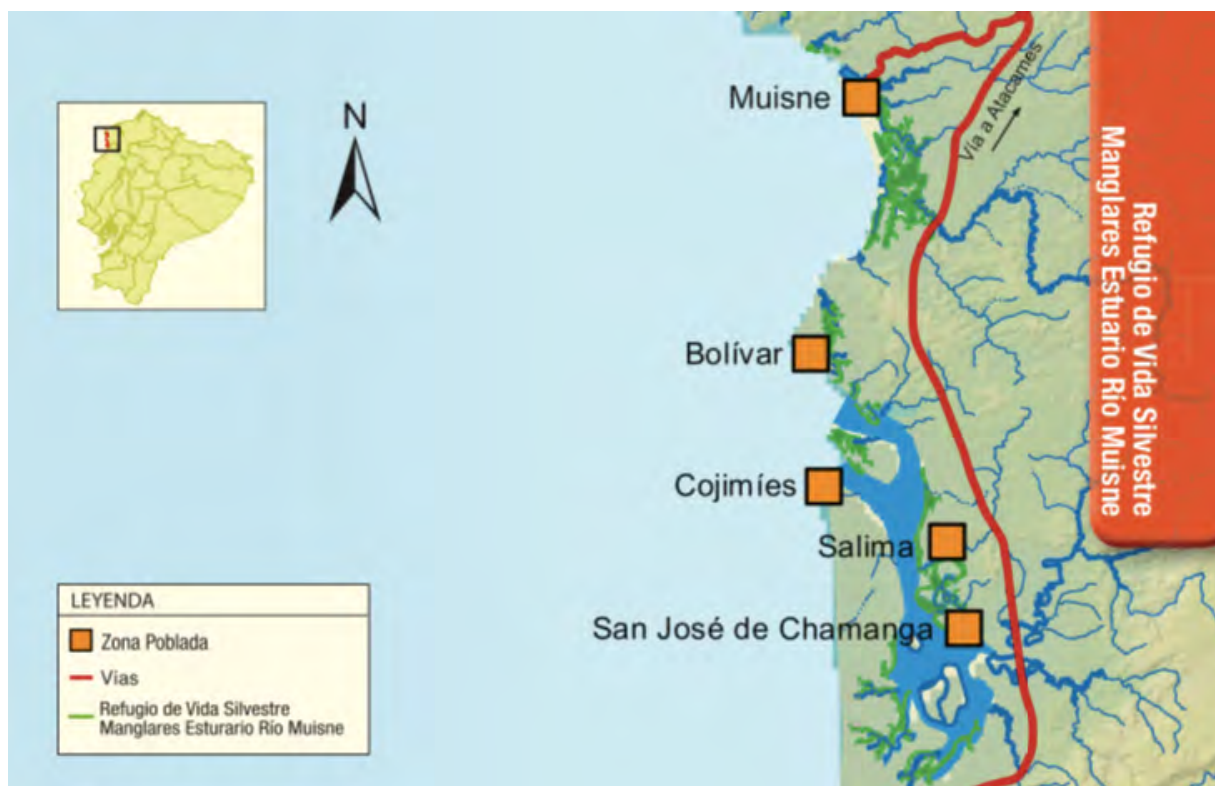 N
Muisne
Vía a Atacames
Bolívar
Cojimíes
Salima
San José de Chamanga
Refugio de Vida Silvestre
Manglares Estuario Río Muisne
LEYENDA
Zona Poblada
Vias
Refugio de Vida Silvestre
Manglares Esturario Río Muisne